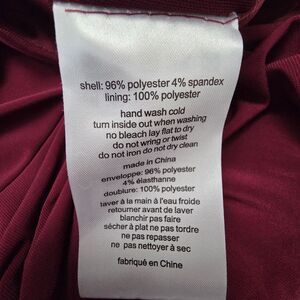 shell: 96% polyester 4% spandex
lining: 100% polyester
hand wash cold
turn inside out when washing
no bleach lay flat to dry
do not wring or twist
do not iron do not dry clean
made in China
enveloppe: 96% polyester
4% élasthanne
doublure: 100% polyester
laver à la main à l'eau froide
retourner avant de laver
blanchir pas faire
sécher à plat ne pas tordre
ne pas repasser
ne pas nettoyer à sec
fabriqué en Chine